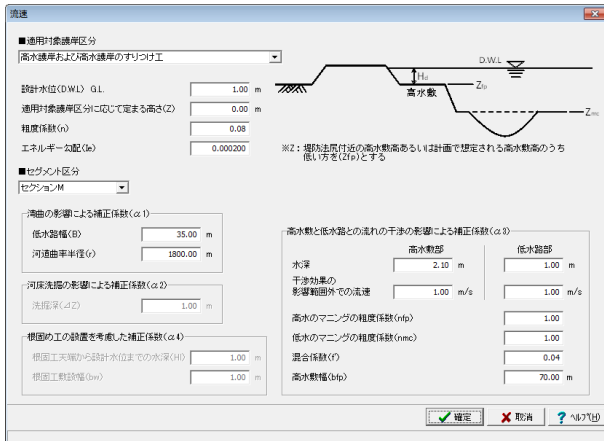 流速
■適用対象護岸区分
高水護岸および高水護岸のすりつけ工
設計水位(D.W.L) G.L. 1.00 m
適用対象護岸区分に応じて定まる高さ(Z) 0.00 m
粗度係数(n) 0.08
エネルギー勾配(Ie) 0.000200
D.W.L
Hd
Zfp
高水敷
Zmc
※Z： 堤防法尻付近の高水敷高あるいは計画で想定される高水敷高のうち
低い方を(Zfp)とする
■セグメント区分
セクションM
湾曲の影響による補正係数(α1)
低水路幅(B) 35.00 m
河道曲率半径(r) 1800.00 m
河床洗掘の影響による補正係数(α2)
洗掘深(⊿Z) 1.00 m
根固め工の設置を考慮した補正係数(α4)
根固工天端から設計水位までの水深(Hl) 1.00 m
根固工敷設幅(bw) 1.00 m
高水敷と低水路との流れの干渉の影響による補正係数(α3)
高水敷部 低水路部
水深 2.10 m 1.00 m
干渉効果の
影響範囲外での流速 1.00 m/s 1.00 m/s
高水のマニングの粗度係数(nfp) 1.00
低水のマニングの粗度係数(nmc) 1.00
混合係数(f) 0.04
高水敷幅(bfp) 70.00 m
確定 取消 ? ヘルプ(H)